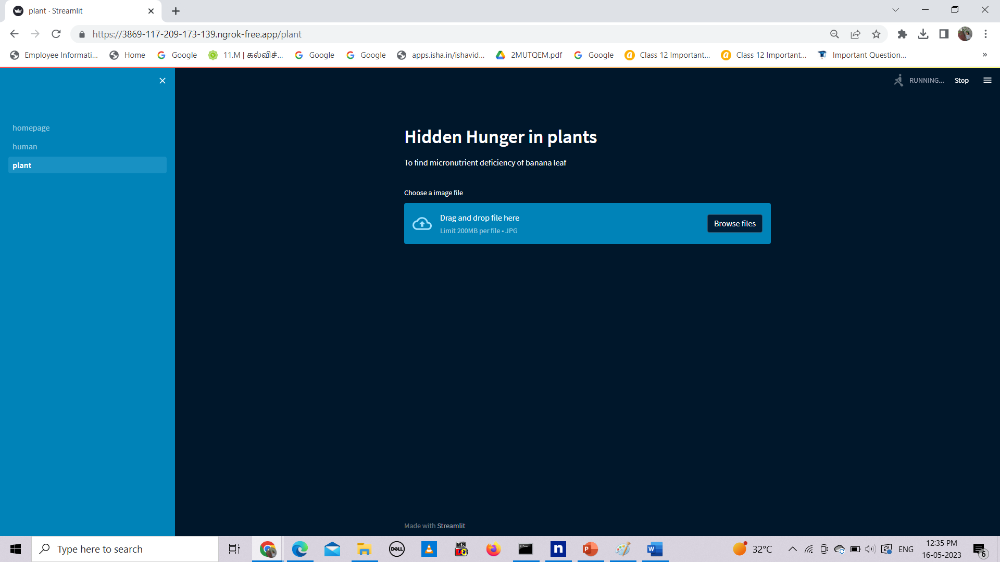 plant · Streamlit
https://3869-117-209-173-139.ngrok-free.app/plant
Employee Informati... Home Google 11.M | கல்விச்... Google Google apps.isha.in/ishavid... 2MUTQEM.pdf Google Class 12 Important... Class 12 Important... Important Question... »
RUNNING... Stop
homepage
human
plant
Hidden Hunger in plants
To find micronutrient deficiency of banana leaf
Choose a image file
Drag and drop file here
Limit 200MB per file • JPG
Browse files
Made with Streamlit
Type here to search
DELL
MS
32°C
ENG
12:35 PM
16-05-2023
6